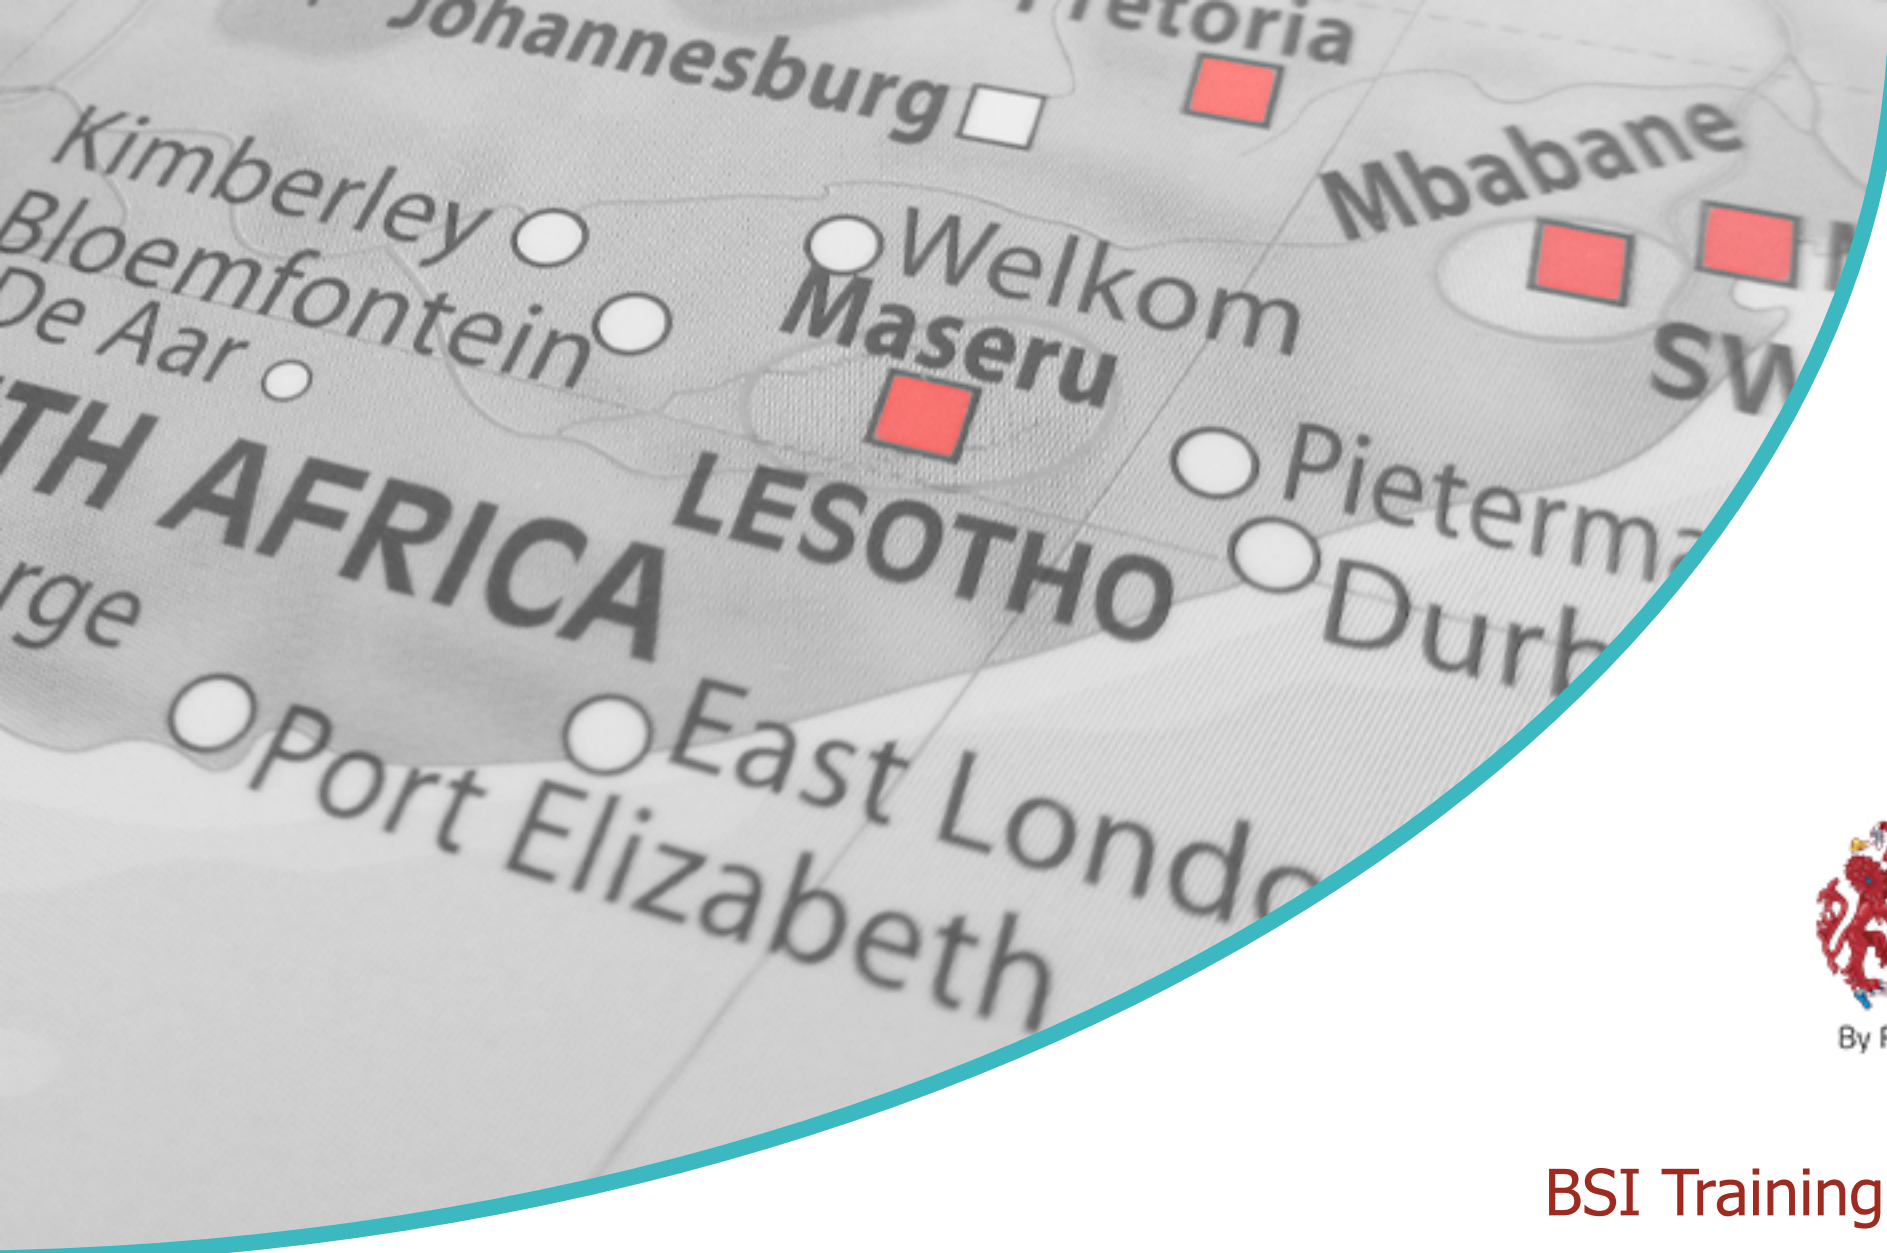 Johannesburg
Pretoria
Mbabane
Kimberley
Welkom
Bloemfontein
Maseru
De Aar
SW
TH AFRICA
LESOTHO
Pieterma
Durb
rge
East Londo
Port Elizabeth
By
BSI Training